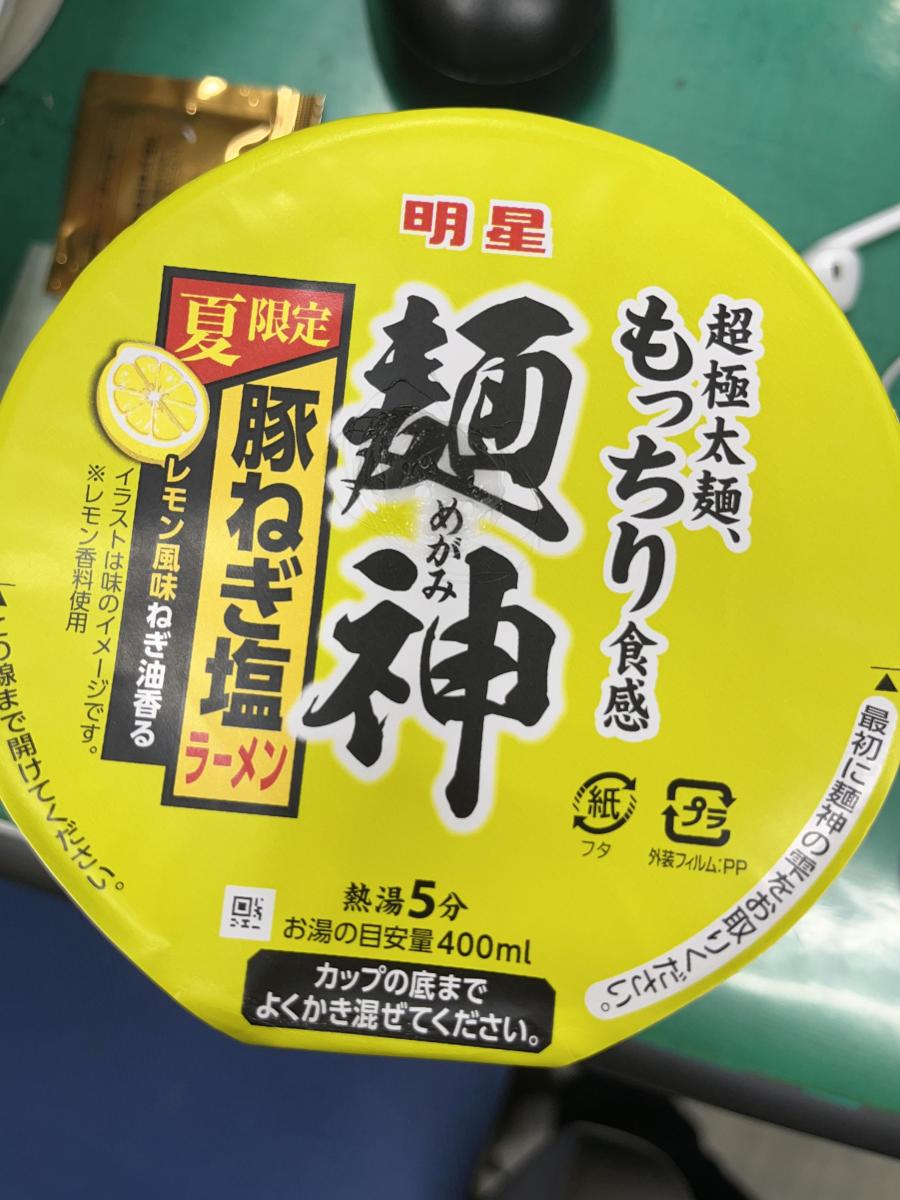 明星
超極太麺、
もっちり食感
麺神
めがみ
夏限定
豚ねぎ塩
ラーメン
レモン風味ねぎ油香る
イラストは味のイメージです。
※レモン香料使用
紙
フタ
プラ
外装フィルム:PP
熱湯5分
お湯の目安量400ml
カップの底まで
よくかき混ぜてください。
▲最初に麺神の雫をお取りください。
▲この線まで開けてください。